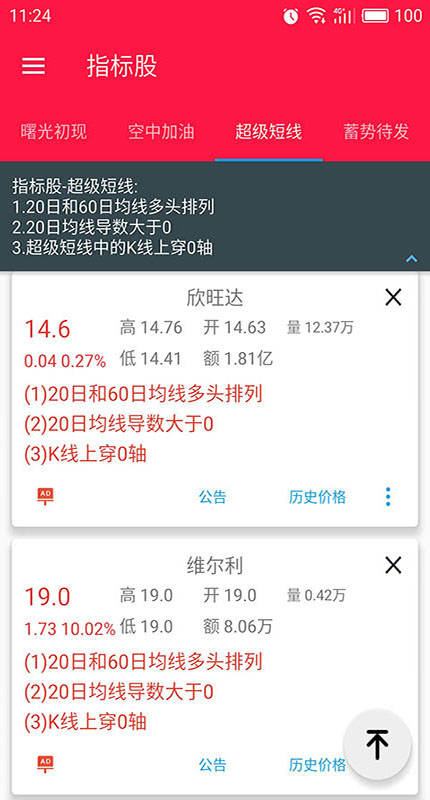 11:24
4G
100
指标股
曙光初现 空中加油 超级短线 蓄势待发
指标股-超级短线:
1.20日和60日均线多头排列
2.20日均线导数大于0
3.超级短线中的K线上穿0轴
欣旺达
14.6 高 14.76 开 14.63 量 12.37万
0.04 0.27% 低 14.41 额 1.81亿
(1)20日和60日均线多头排列
(2)20日均线导数大于0
(3)K线上穿0轴
AD 公告 历史价格
维尔利
19.0 高 19.0 开 19.0 量 0.42万
1.73 10.02% 低 19.0 额 8.06万
(1)20日和60日均线多头排列
(2)20日均线导数大于0
(3)K线上穿0轴
AD 公告 历史价格